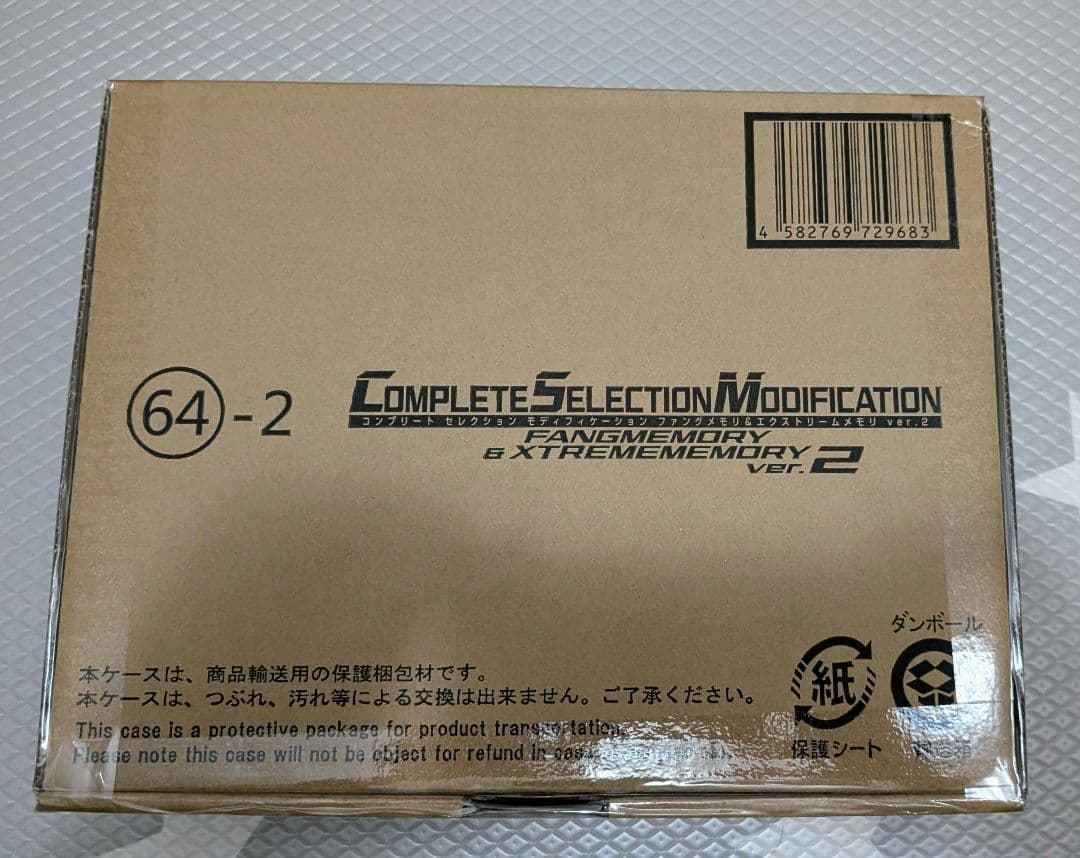 4 582769 729683
64-2
COMPLETE SELECTION MODIFICATION
コンプリート セレクション モディフィケーション ファングメモリ&エクストリームメモリ ver.2
FANGMEMORY
& XTREMEMEMORY
ver.2
ダンボール
紙
本ケースは、商品輸送用の保護梱包材です。
本ケースは、つぶれ、汚れ等による交換は出来ません。ご了承ください。
This case is a protective package for product transportation.
Please note this case will not be object for refund in case
保護シート